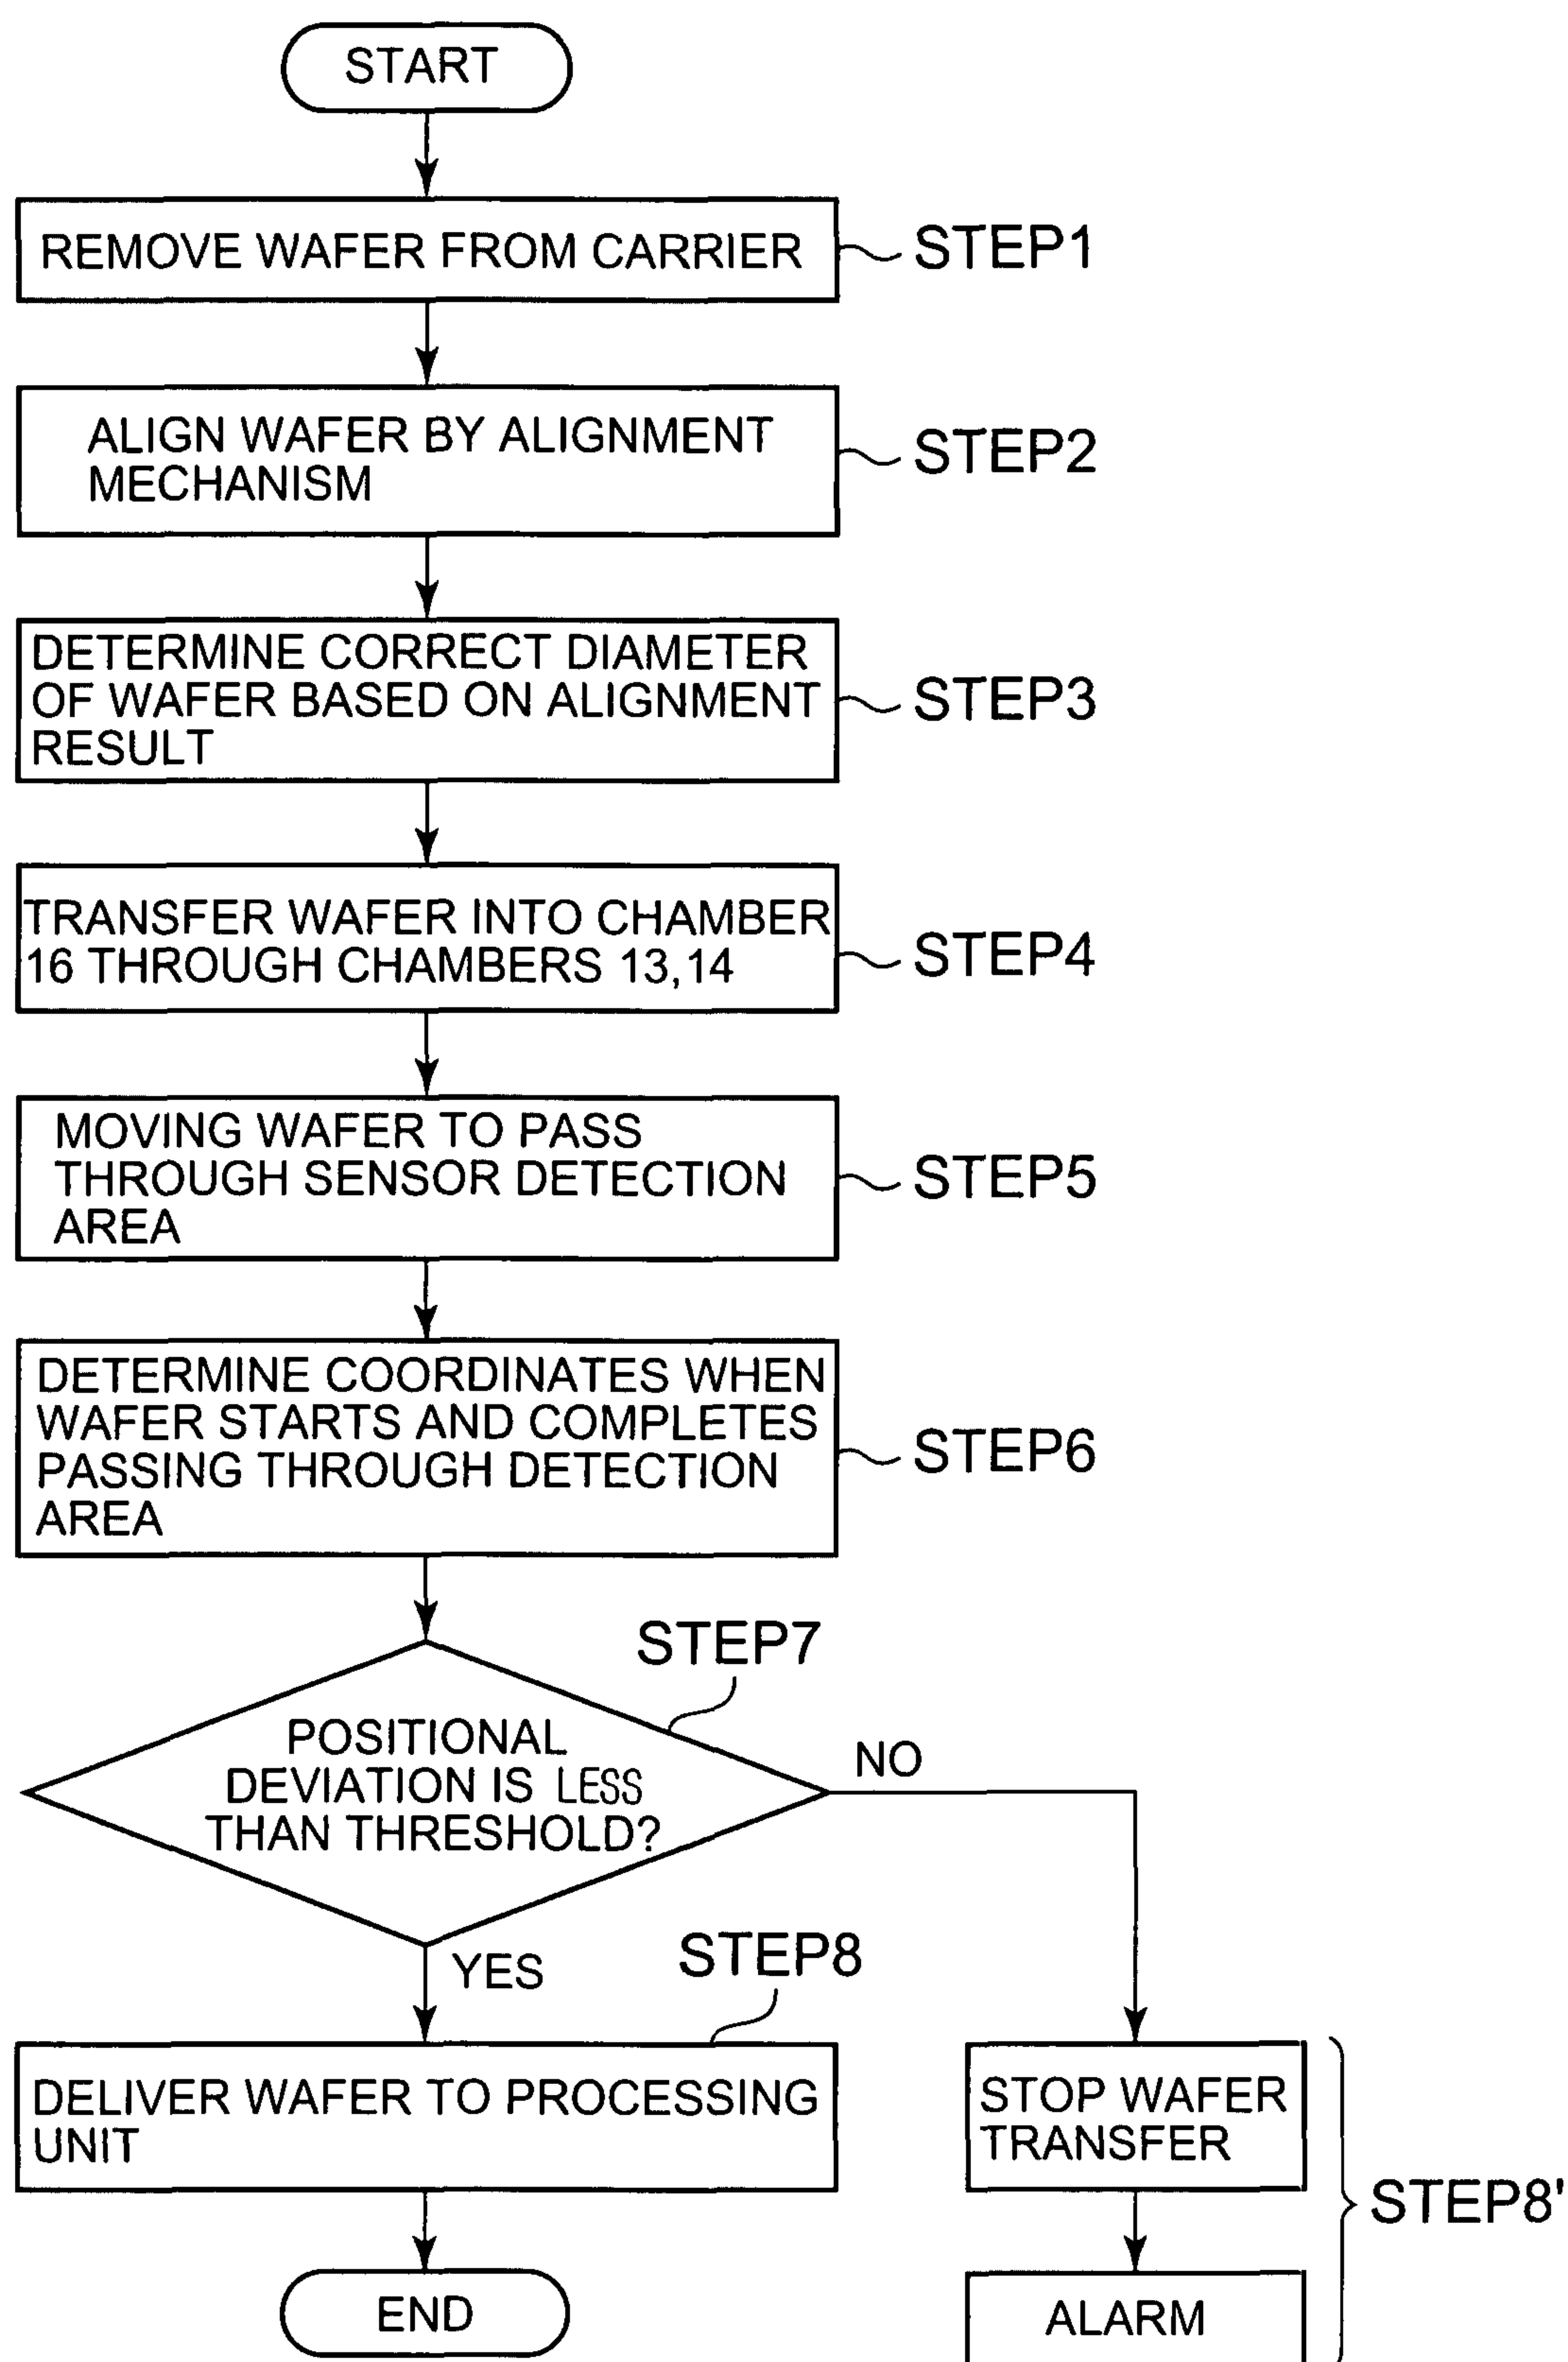 START
REMOVE WAFER FROM CARRIER
STEP1
ALIGN WAFER BY ALIGNMENT
MECHANISM
STEP2
DETERMINE CORRECT DIAMETER
OF WAFER BASED ON ALIGNMENT
RESULT
STEP3
TRANSFER WAFER INTO CHAMBER
16 THROUGH CHAMBERS 13,14
STEP4
MOVING WAFER TO PASS
THROUGH SENSOR DETECTION
AREA
STEP5
DETERMINE COORDINATES WHEN
WAFER STARTS AND COMPLETES
PASSING THROUGH DETECTION
AREA
STEP6
STEP7
POSITIONAL
DEVIATION IS LESS
THAN THRESHOLD?
NO
YES
STEP8
DELIVER WAFER TO PROCESSING
UNIT
STOP WAFER
TRANSFER
STEP8'
END
ALARM